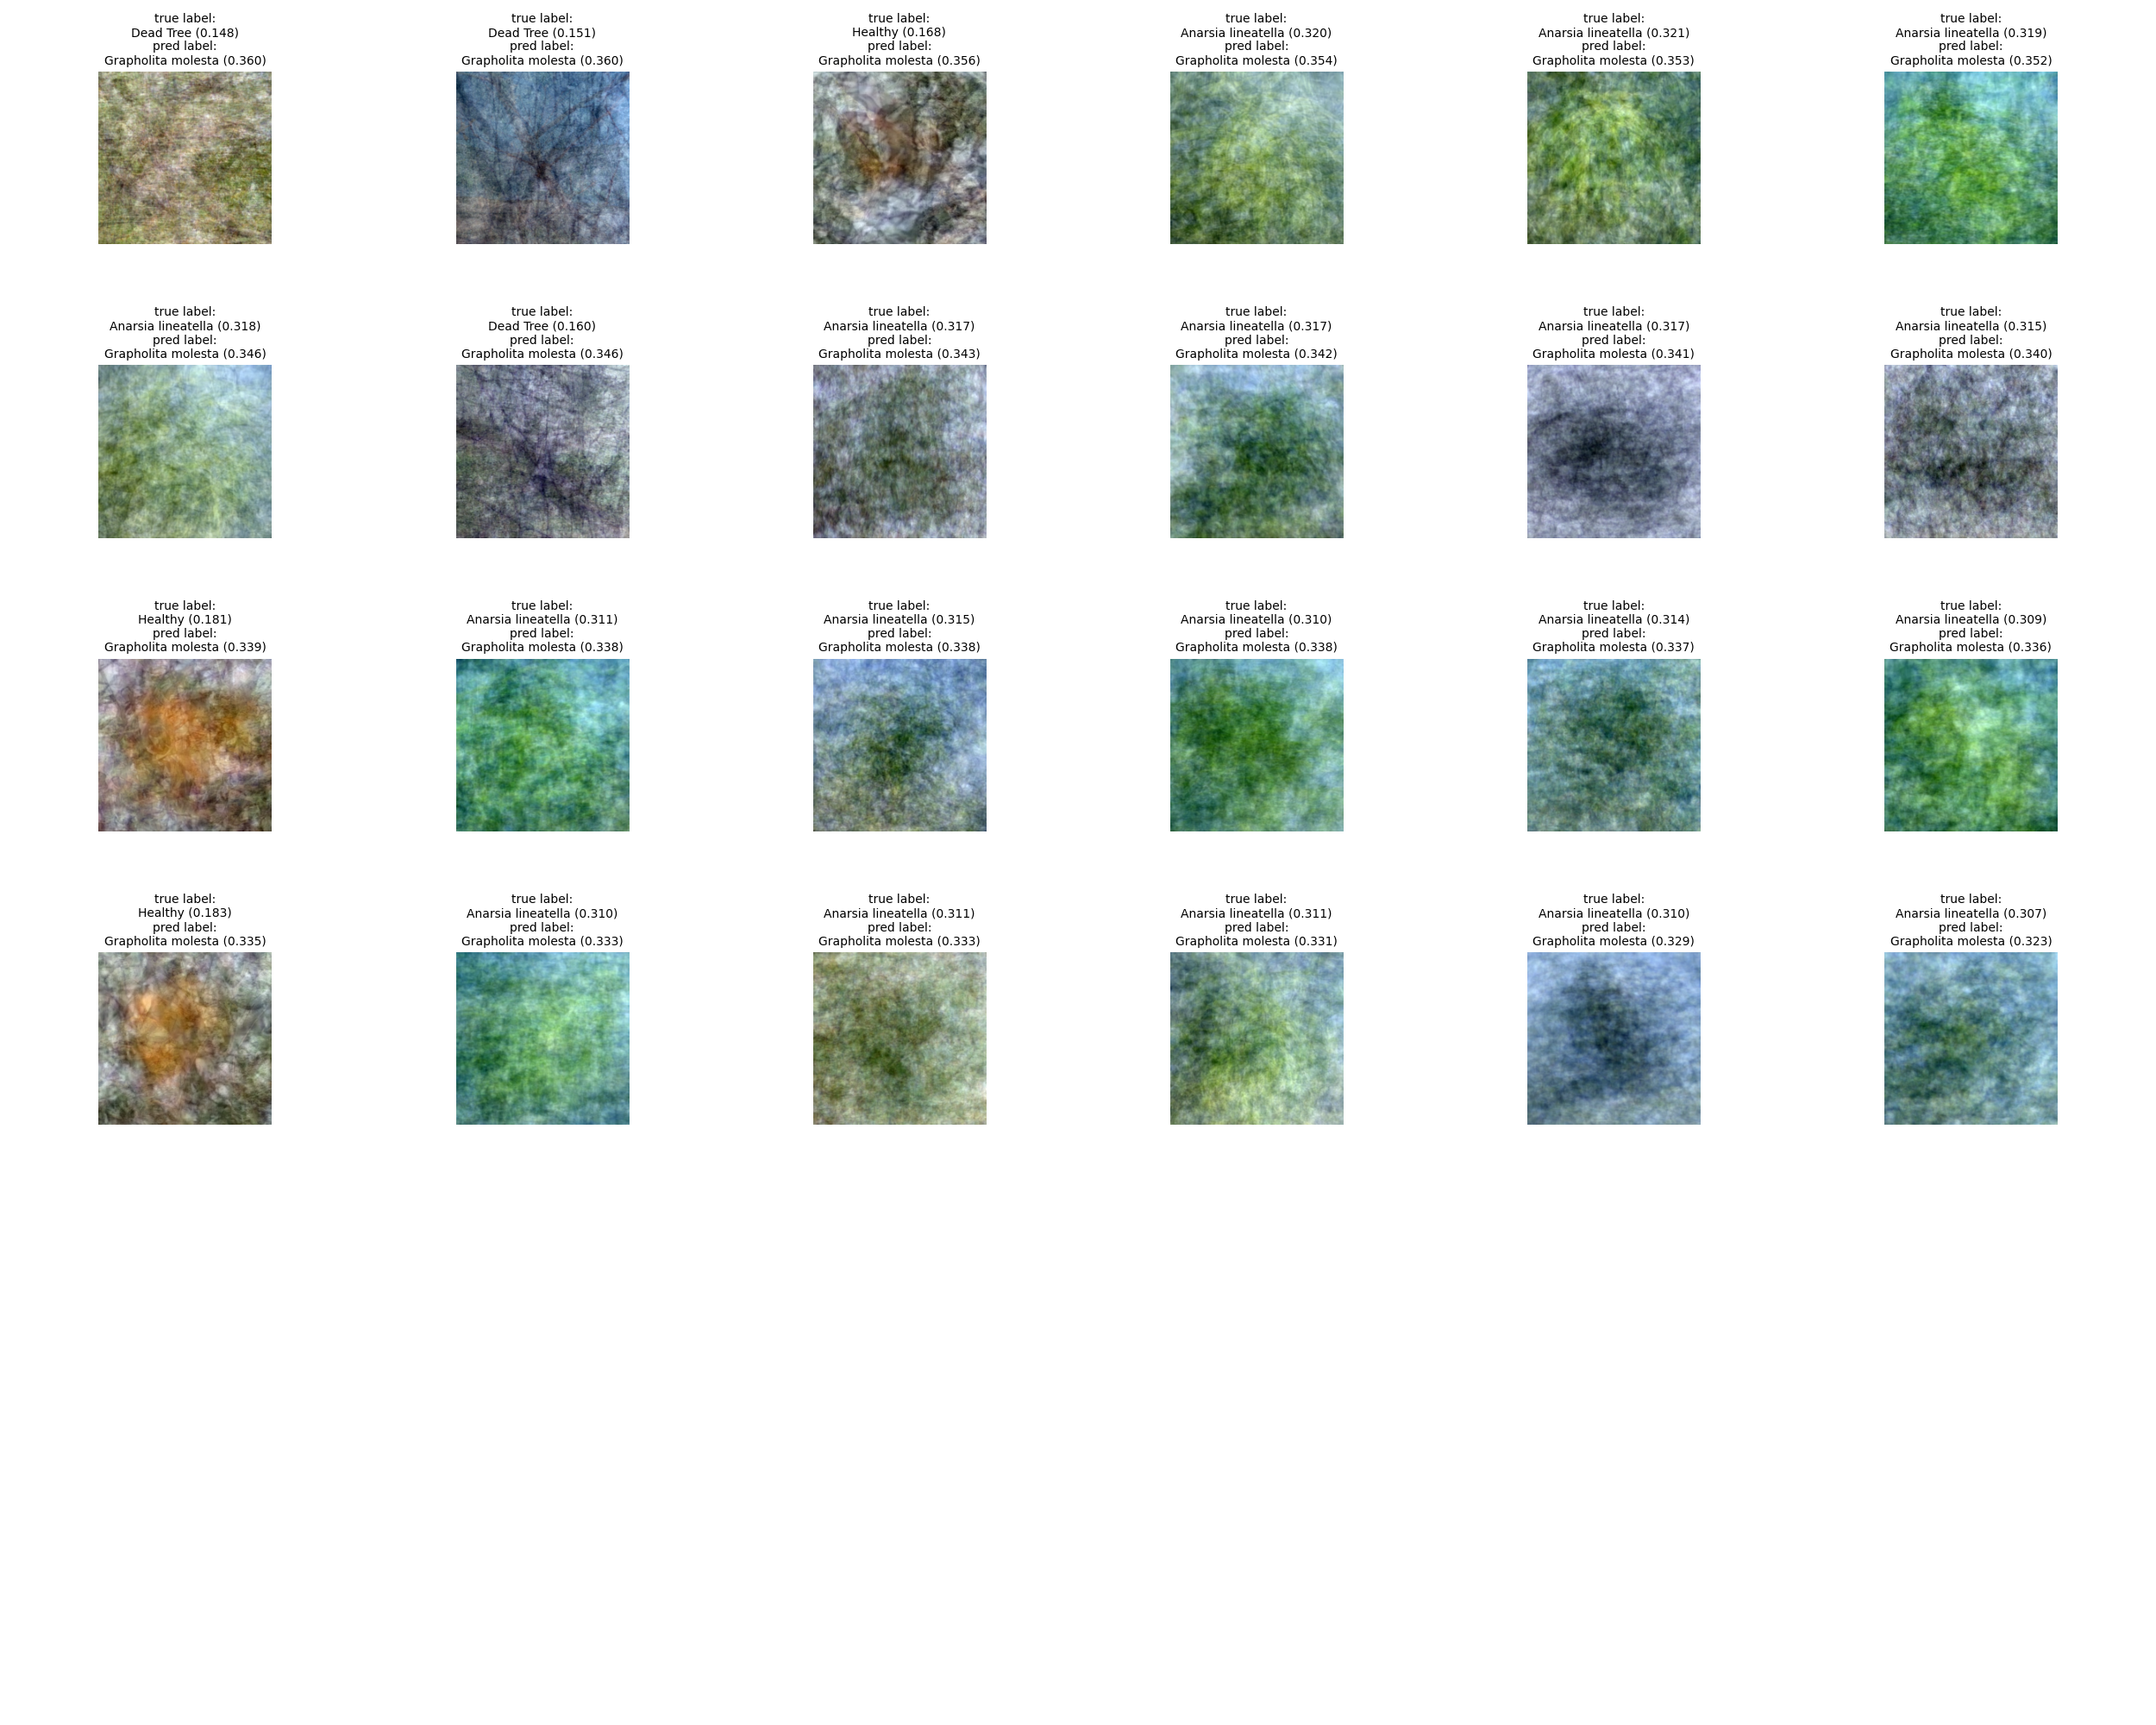 true label:
Dead Tree (0.148)
pred label:
Grapholita molesta (0.360)
true label:
Dead Tree (0.151)
pred label:
Grapholita molesta (0.360)
true label:
Healthy (0.168)
pred label:
Grapholita molesta (0.356)
true label:
Anarsia lineatella (0.320)
pred label:
Grapholita molesta (0.354)
true label:
Anarsia lineatella (0.321)
pred label:
Grapholita molesta (0.353)
true label:
Anarsia lineatella (0.319)
pred label:
Grapholita molesta (0.352)
true label:
Anarsia lineatella (0.318)
pred label:
Grapholita molesta (0.346)
true label:
Dead Tree (0.160)
pred label:
Grapholita molesta (0.346)
true label:
Anarsia lineatella (0.317)
pred label:
Grapholita molesta (0.343)
true label:
Anarsia lineatella (0.317)
pred label:
Grapholita molesta (0.342)
true label:
Anarsia lineatella (0.317)
pred label:
Grapholita molesta (0.341)
true label:
Anarsia lineatella (0.315)
pred label:
Grapholita molesta (0.340)
true label:
Healthy (0.181)
pred label:
Grapholita molesta (0.339)
true label:
Anarsia lineatella (0.311)
pred label:
Grapholita molesta (0.338)
true label:
Anarsia lineatella (0.315)
pred label:
Grapholita molesta (0.338)
true label:
Anarsia lineatella (0.310)
pred label:
Grapholita molesta (0.338)
true label:
Anarsia lineatella (0.314)
pred label:
Grapholita molesta (0.337)
true label:
Anarsia lineatella (0.309)
pred label:
Grapholita molesta (0.336)
true label:
Healthy (0.183)
pred label:
Grapholita molesta (0.335)
true label:
Anarsia lineatella (0.310)
pred label:
Grapholita molesta (0.333)
true label:
Anarsia lineatella (0.311)
pred label:
Grapholita molesta (0.333)
true label:
Anarsia lineatella (0.311)
pred label:
Grapholita molesta (0.331)
true label:
Anarsia lineatella (0.310)
pred label:
Grapholita molesta (0.329)
true label:
Anarsia lineatella (0.307)
pred label:
Grapholita molesta (0.323)